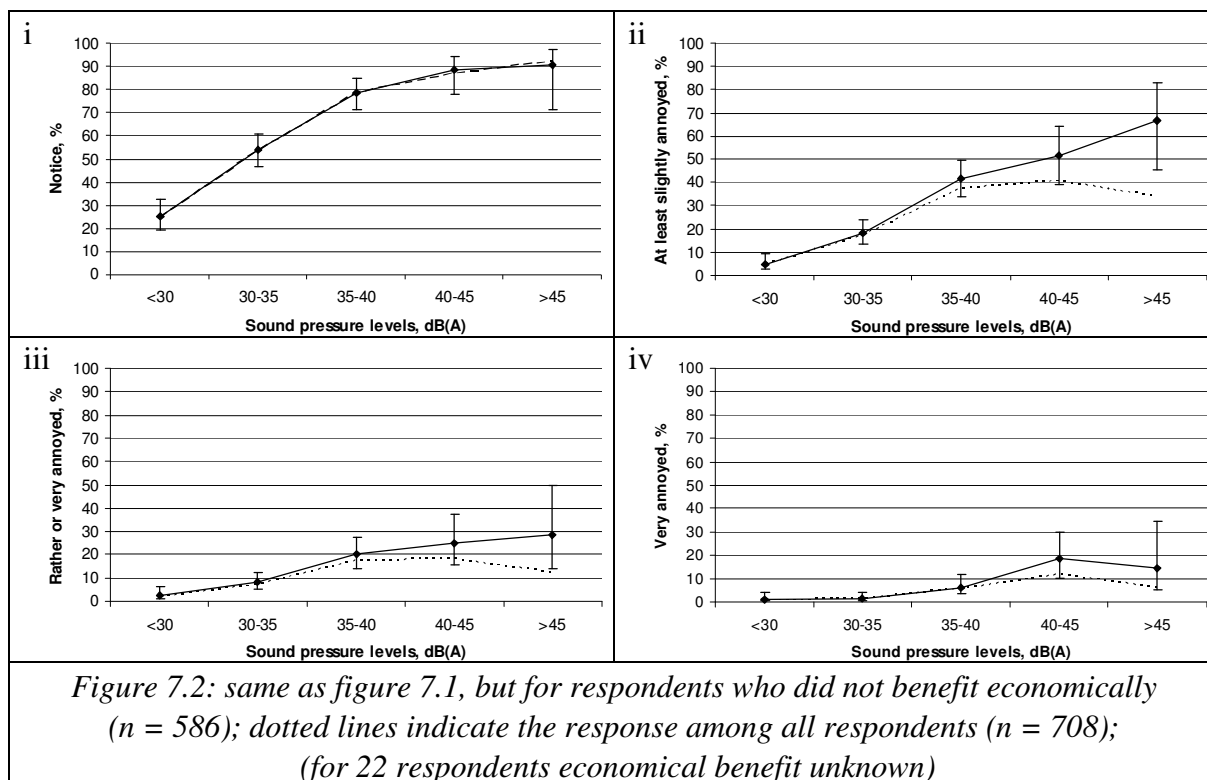 i
Notice, %
100
90
80
70
60
50
40
30
20
10
0
<30 30-35 35-40 40-45 >45
Sound pressure levels, dB(A)
ii
At least slightly annoyed, %
100
90
80
70
60
50
40
30
20
10
0
<30 30-35 35-40 40-45 >45
Sound pressure levels, dB(A)
iii
Rather or very annoyed, %
100
90
80
70
60
50
40
30
20
10
0
<30 30-35 35-40 40-45 >45
Sound pressure levels, dB(A)
iv
Very annoyed, %
100
90
80
70
60
50
40
30
20
10
0
<30 30-35 35-40 40-45 >45
Sound pressure levels, dB(A)
Figure 7.2: same as figure 7.1, but for respondents who did not benefit economically
(n = 586); dotted lines indicate the response among all respondents (n = 708);
(for 22 respondents economical benefit unknown)